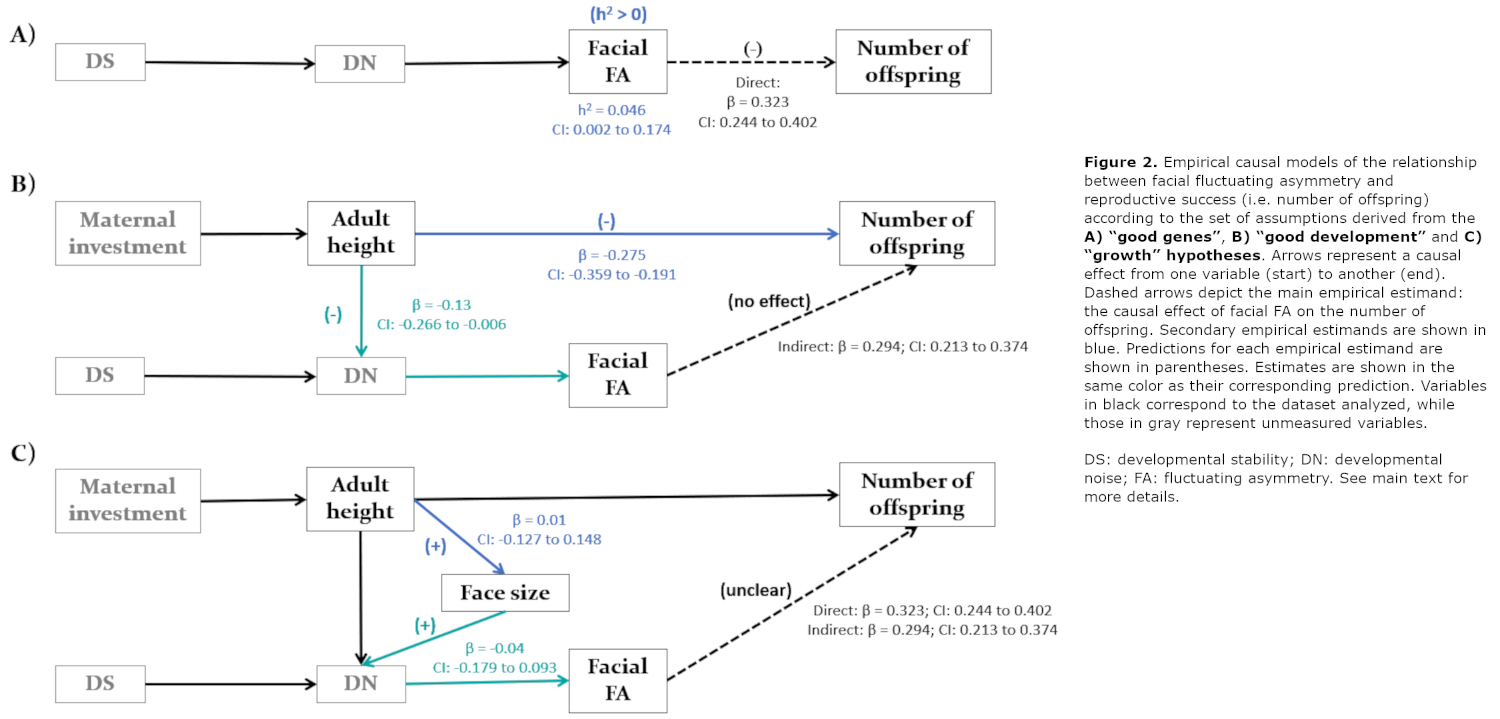 A)
DS
DN
(h² > 0)
Facial
FA
h² = 0.046
CI: 0.002 to 0.174
(-)
Direct:
β = 0.323
CI: 0.244 to 0.402
Number of
offspring
B)
Maternal
investment
Adult
height
(-)
β = -0.275
CI: -0.359 to -0.191
Number of
offspring
(-)
β = -0.13
CI: -0.266 to -0.006
(no effect)
Indirect: β = 0.294; CI: 0.213 to 0.374
DS
DN
Facial
FA
C)
Maternal
investment
Adult
height
Number of
offspring
β = 0.01
CI: -0.127 to 0.148
(+)
Face size
(+)
(unclear)
Direct: β = 0.323; CI: 0.244 to 0.402
Indirect: β = 0.294; CI: 0.213 to 0.374
β = -0.04
CI: -0.179 to 0.093
DS
DN
Facial
FA
Figure 2. Empirical causal models of the relationship
between facial fluctuating asymmetry and
reproductive success (i.e. number of offspring)
according to the set of assumptions derived from the
A) “good genes”, B) “good development” and C)
“growth” hypotheses. Arrows represent a causal
effect from one variable (start) to another (end).
Dashed arrows depict the main empirical estimand:
the causal effect of facial FA on the number of
offspring. Secondary empirical estimands are shown in
blue. Predictions for each empirical estimand are
shown in parentheses. Estimates are shown in the
same color as their corresponding prediction. Variables
in black correspond to the dataset analyzed, while
those in gray represent unmeasured variables.
DS: developmental stability; DN: developmental
noise; FA: fluctuating asymmetry. See main text for
more details.